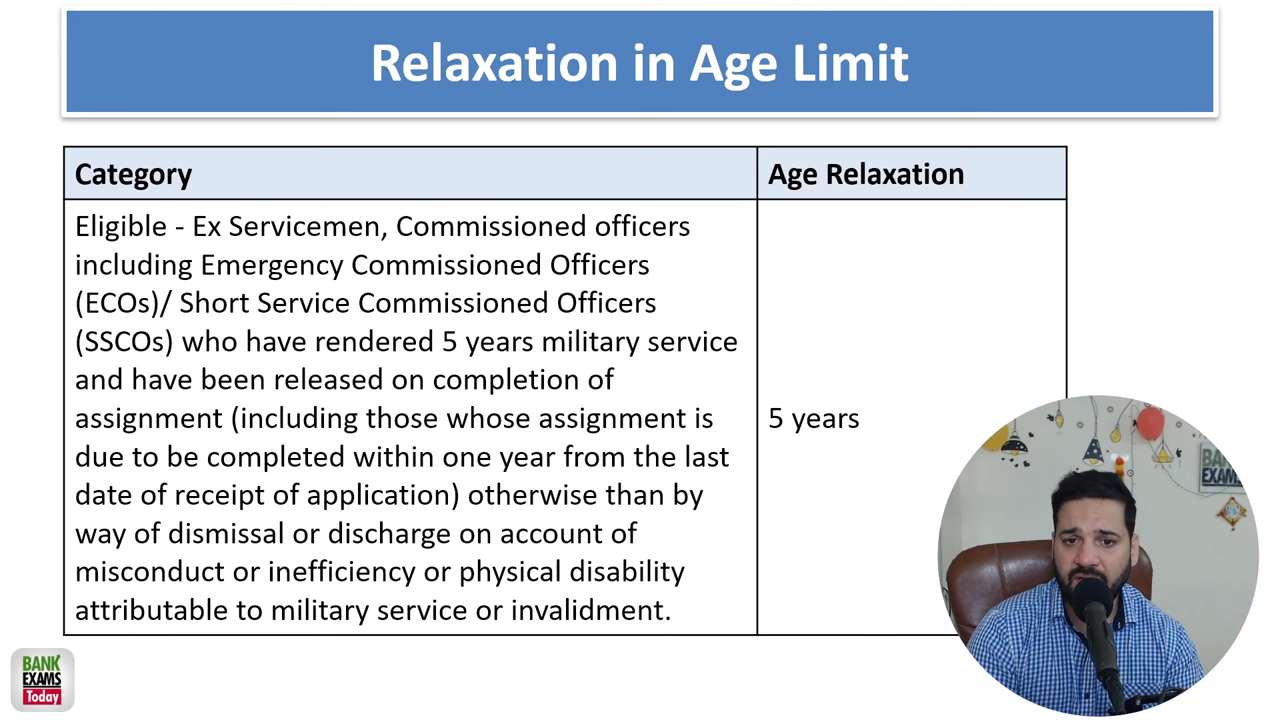 Relaxation in Age Limit
Category
Age Relaxation
Eligible - Ex Servicemen, Commissioned officers
including Emergency Commissioned Officers
(ECOs)/ Short Service Commissioned Officers
(SSCOs) who have rendered 5 years military service
and have been released on completion of
assignment (including those whose assignment is
due to be completed within one year from the last
date of receipt of application) otherwise than by
way of dismissal or discharge on account of
misconduct or inefficiency or physical disability
attributable to military service or invalidment.
5 years
BANK
EXAMS
BANK
EXAMS
Today